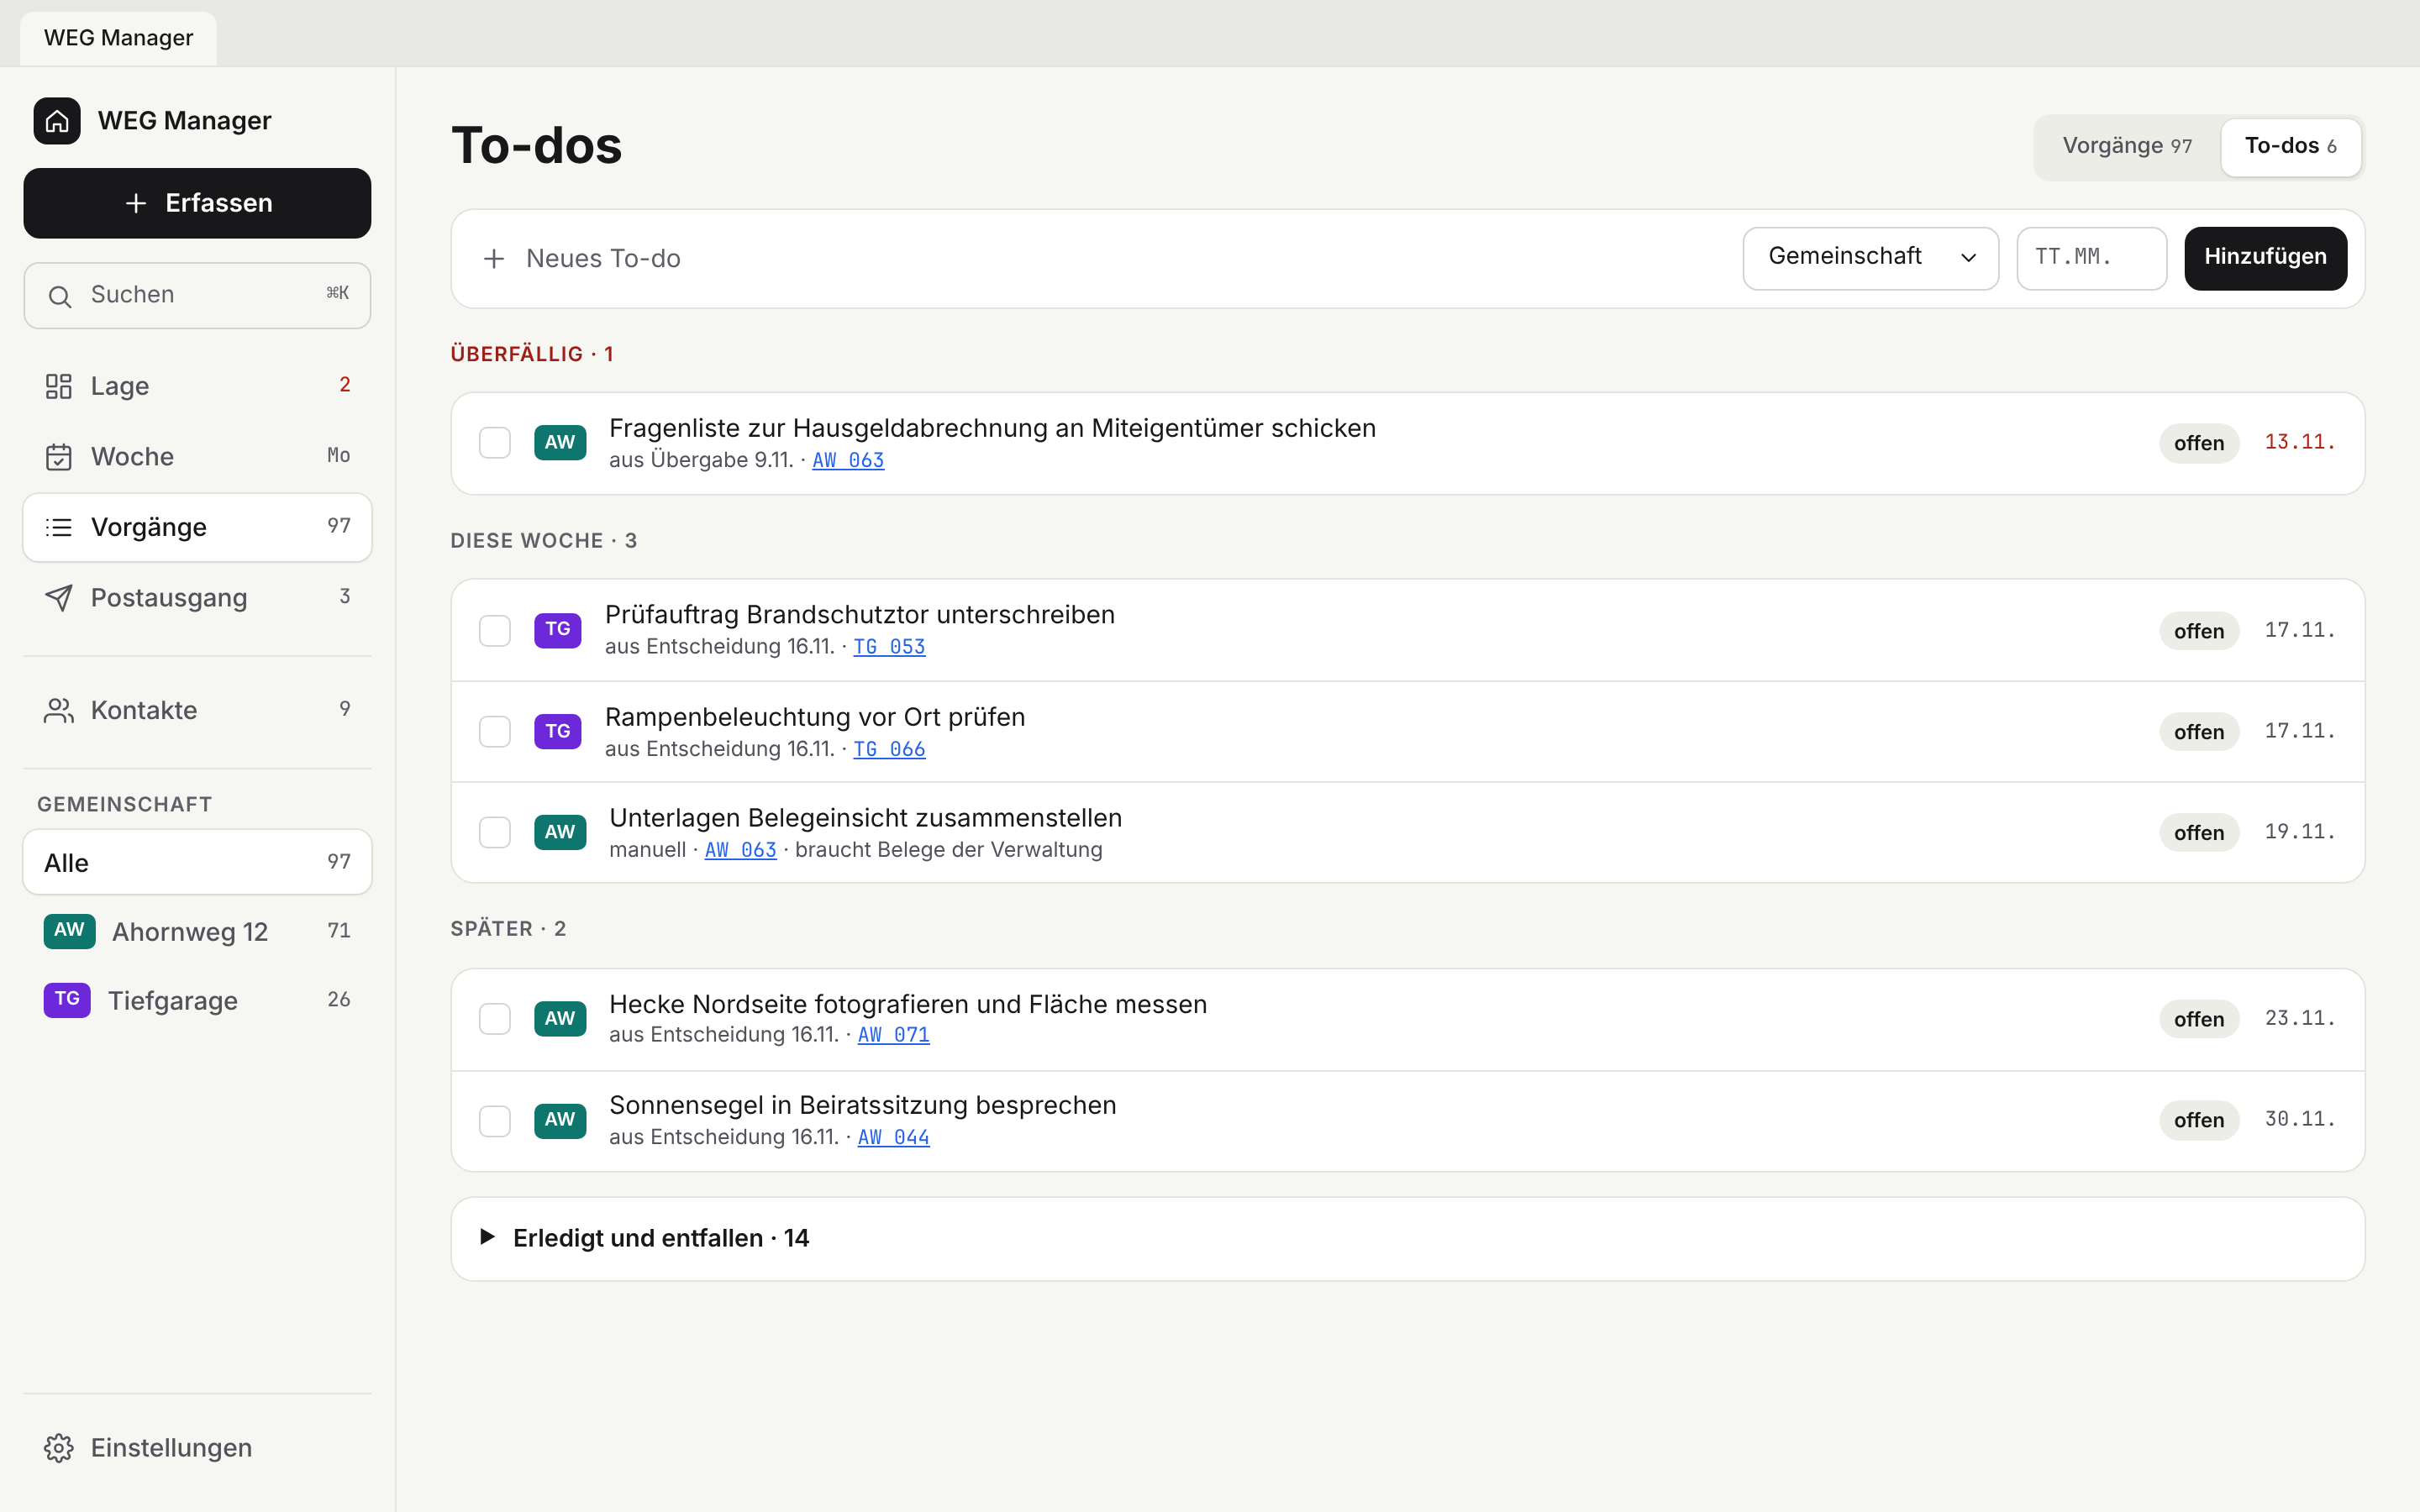 WEG Manager
WEG Manager
Erfassen
Suchen ⌘K
Lage 2
Woche Mo
Vorgänge 97
Postausgang 3
Kontakte 9
GEMEINSCHAFT
Alle 97
AW Ahornweg 12 71
TG Tiefgarage 26
Einstellungen
To-dos
Vorgänge 97 To-dos 6
Neues To-do Gemeinschaft TT.MM. Hinzufügen
ÜBERFÄLLIG · 1
AW Fragenliste zur Hausgeldabrechnung an Miteigentümer schicken offen 13.11.
aus Übergabe 9.11. · AW 063
DIESE WOCHE · 3
TG Prüfauftrag Brandschutztor unterschreiben offen 17.11.
aus Entscheidung 16.11. · TG 053
TG Rampenbeleuchtung vor Ort prüfen offen 17.11.
aus Entscheidung 16.11. · TG 066
AW Unterlagen Belegeinsicht zusammenstellen offen 19.11.
manuell · AW 063 · braucht Belege der Verwaltung
SPÄTER · 2
AW Hecke Nordseite fotografieren und Fläche messen offen 23.11.
aus Entscheidung 16.11. · AW 071
AW Sonnensegel in Beiratssitzung besprechen offen 30.11.
aus Entscheidung 16.11. · AW 044
Erledigt und entfallen · 14